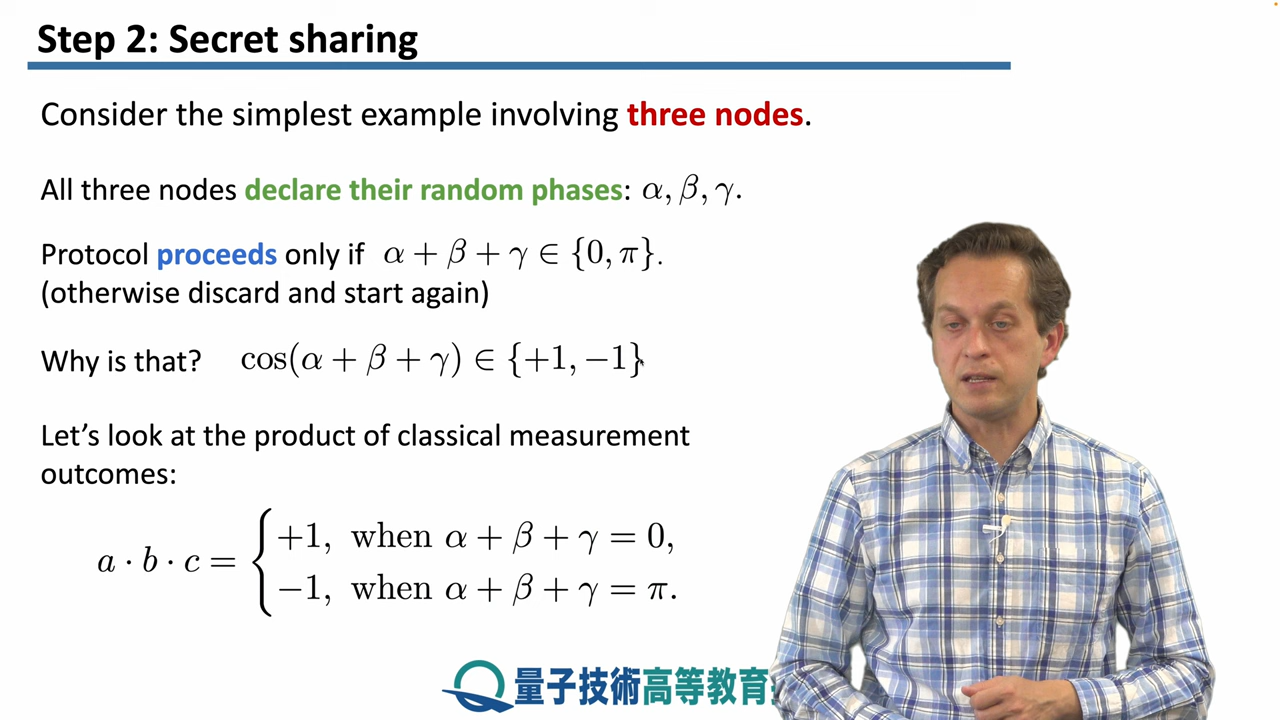 Step 2: Secret sharing
Consider the simplest example involving three nodes.
All three nodes declare their random phases: α, β, γ.
Protocol proceeds only if α + β + γ ∈ {0, π}.
(otherwise discard and start again)
Why is that? cos(α + β + γ) ∈ {+1, −1}
Let’s look at the product of classical measurement
outcomes:
a · b · c = { +1, when α + β + γ = 0,
−1, when α + β + γ = π.
量子技術高等教育